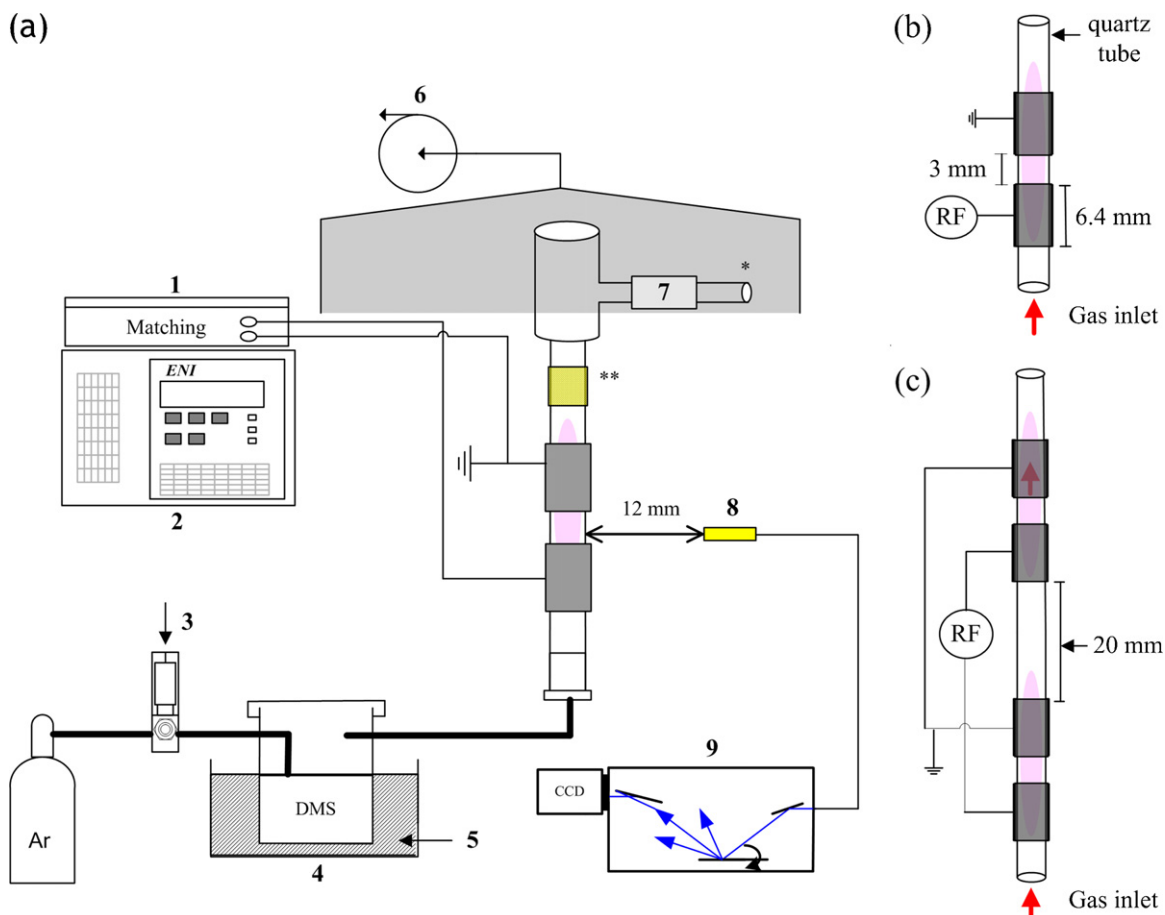 (a)
6
*
7
1
Matching
ENI
2
**
12 mm
8
3
DMS
5
4
Ar
9
CCD
(b)
quartz
tube
3 mm
RF
6.4 mm
Gas inlet
(c)
RF
20 mm
Gas inlet